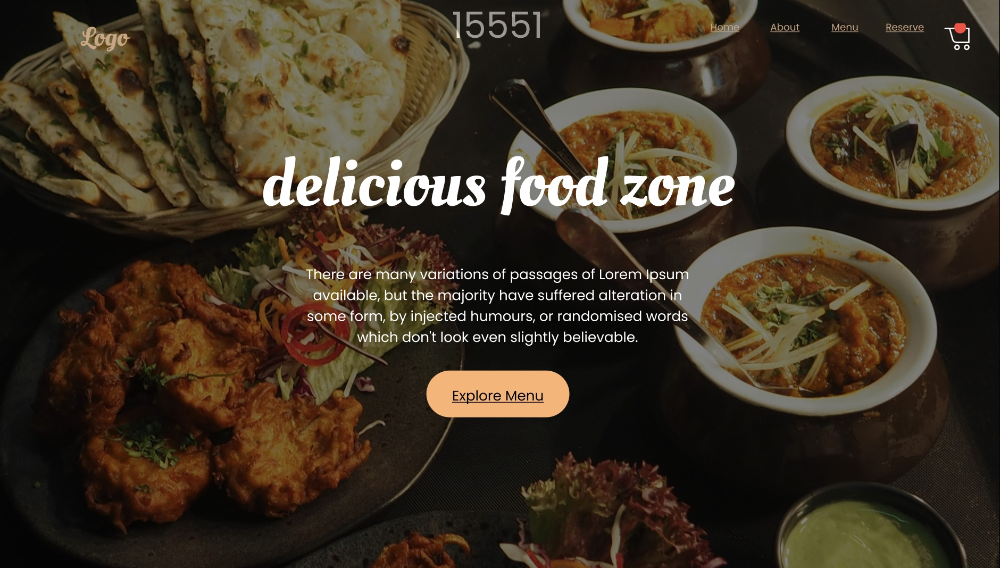 Logo
15551
Home About Menu Reserve
delicious food zone
There are many variations of passages of Lorem Ipsum
available, but the majority have suffered alteration in
some form, by injected humours, or randomised words
which don't look even slightly believable.
Explore Menu